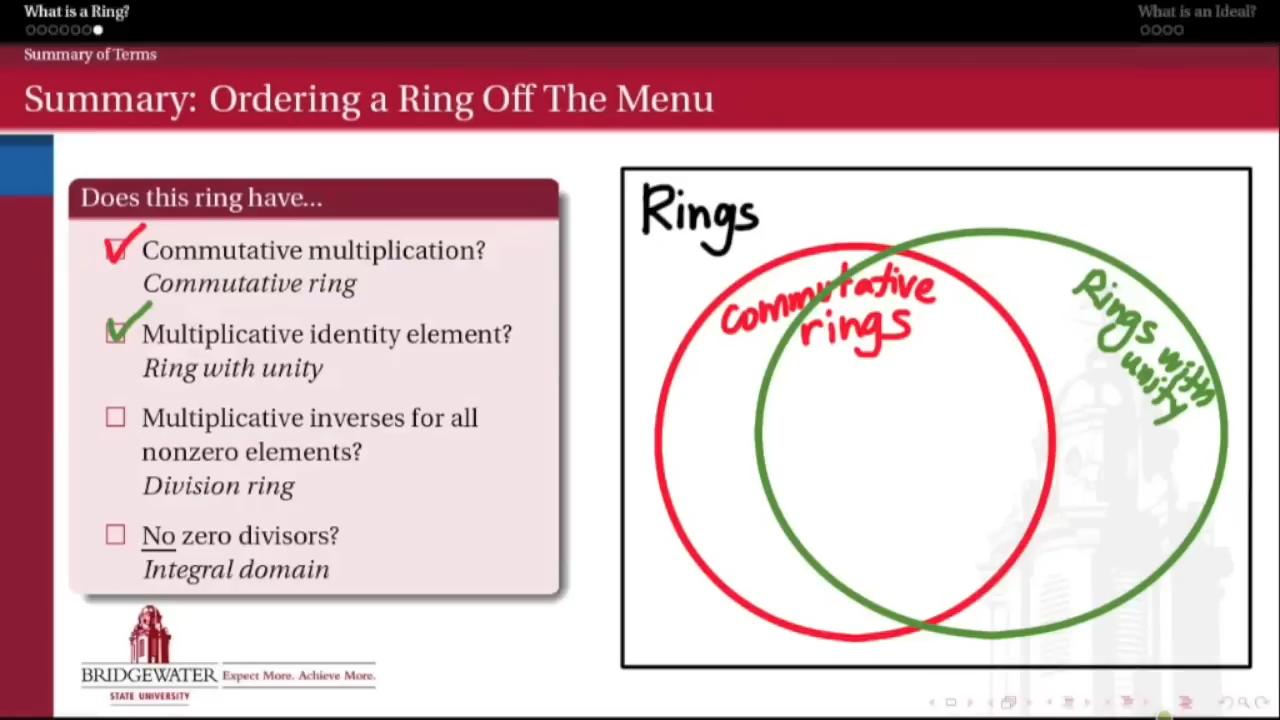 What is a Ring?
What is an Ideal?
Summary of Terms
Summary: Ordering a Ring Off The Menu
Does this ring have...
Commutative multiplication?
Commutative ring
Multiplicative identity element?
Ring with unity
Multiplicative inverses for all
nonzero elements?
Division ring
No zero divisors?
Integral domain
Rings
commutative
rings
Rings with
unity
BRIDGEWATER
STATE UNIVERSITY
Expect More. Achieve More.